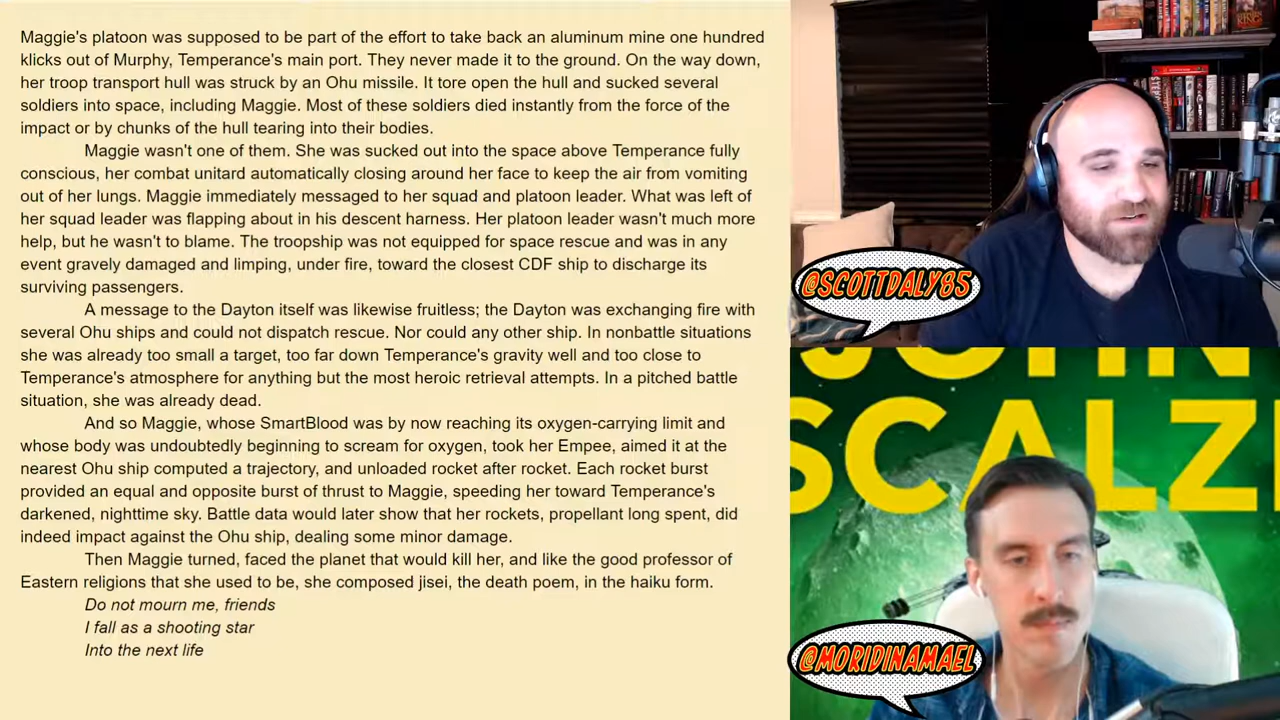 Maggie's platoon was supposed to be part of the effort to take back an aluminum mine one hundred
klicks out of Murphy, Temperance's main port. They never made it to the ground. On the way down,
her troop transport hull was struck by an Ohu missile. It tore open the hull and sucked several
soldiers into space, including Maggie. Most of these soldiers died instantly from the force of the
impact or by chunks of the hull tearing into their bodies.
Maggie wasn't one of them. She was sucked out into the space above Temperance fully
conscious, her combat unitard automatically closing around her face to keep the air from vomiting
out of her lungs. Maggie immediately messaged to her squad and platoon leader. What was left of
her squad leader was flapping about in his descent harness. Her platoon leader wasn't much more
help, but he wasn't to blame. The troopship was not equipped for space rescue and was in any
event gravely damaged and limping, under fire, toward the closest CDF ship to discharge its
surviving passengers.
A message to the Dayton itself was likewise fruitless; the Dayton was exchanging fire with
several Ohu ships and could not dispatch rescue. Nor could any other ship. In nonbattle situations
she was already too small a target, too far down Temperance's gravity well and too close to
Temperance's atmosphere for anything but the most heroic retrieval attempts. In a pitched battle
situation, she was already dead.
And so Maggie, whose SmartBlood was by now reaching its oxygen-carrying limit and
whose body was undoubtedly beginning to scream for oxygen, took her Empee, aimed it at the
nearest Ohu ship computed a trajectory, and unloaded rocket after rocket. Each rocket burst
provided an equal and opposite burst of thrust to Maggie, speeding her toward Temperance's
darkened, nighttime sky. Battle data would later show that her rockets, propellant long spent, did
indeed impact against the Ohu ship, dealing some minor damage.
Then Maggie turned, faced the planet that would kill her, and like the good professor of
Eastern religions that she used to be, she composed jisei, the death poem, in the haiku form.
Do not mourn me, friends
I fall as a shooting star
Into the next life
@SCOTTDALY85
JOHN
SCALZI
@MORIDINAMAEL